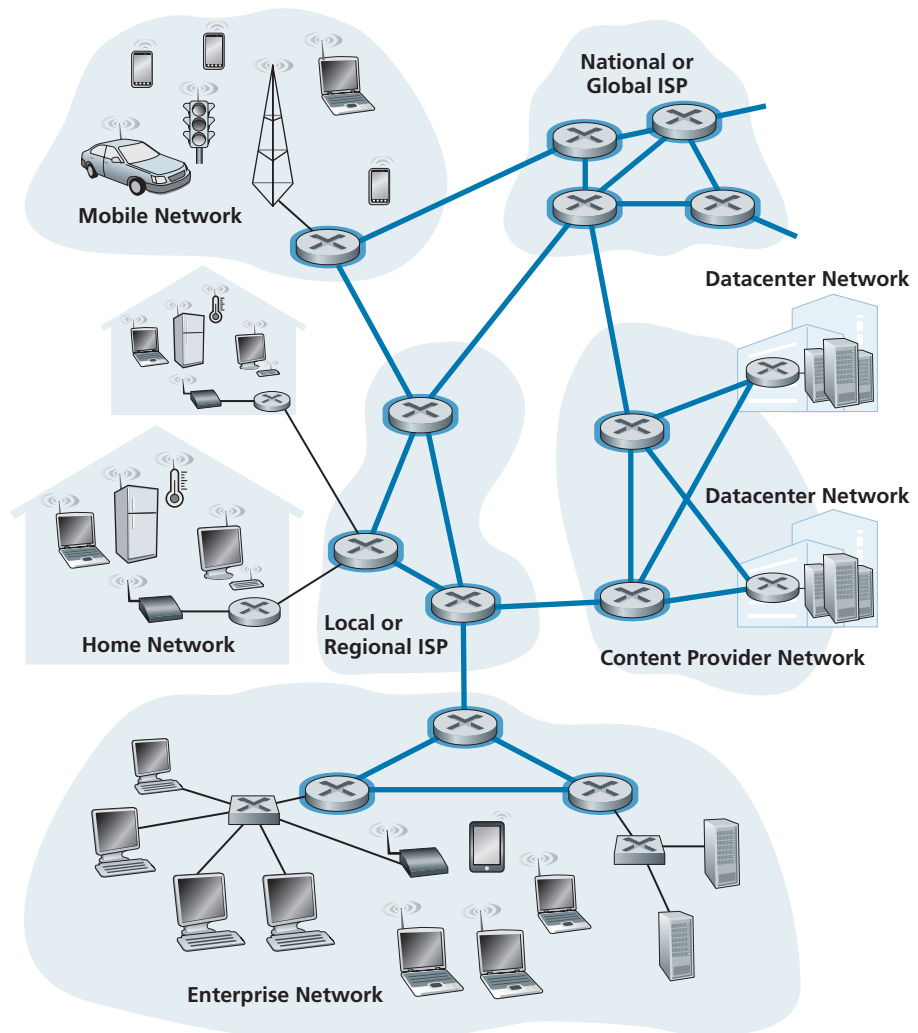 National or
Global ISP
Mobile Network
Datacenter Network
Datacenter Network
Home Network
Local or
Regional ISP
Content Provider Network
Enterprise Network